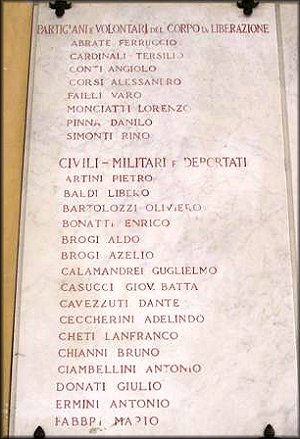 PARTIGIANI E VOLONTARI DEL CORPO DI LIBERAZIONE
ABRATE FERRUCCIO
CARDINALI TERSILIO
CONTI ANGIOLO
CORSI ALESSANDRO
FAILLI VARO
MONCIATTI LORENZO
PINNA DANILO
SIMONTI RINO
CIVILI - MILITARI E DEPORTATI
ARTINI PIETRO
BALDI LIBERO
BARTOLOZZI OLIVIERO
BONATTI ENRICO
BROGI ALDO
BROGI AZELIO
CALAMANDREI GUGLIELMO
CASUCCI GIOV. BATTA
CAVEZZUTI DANTE
CECCHERINI ADELINDO
CHETI LANFRANCO
CHIANNI BRUNO
CIAMBELLINI ANTONIO
DONATI GIULIO
ERMINI ANTONIO
FABBRI MARIO